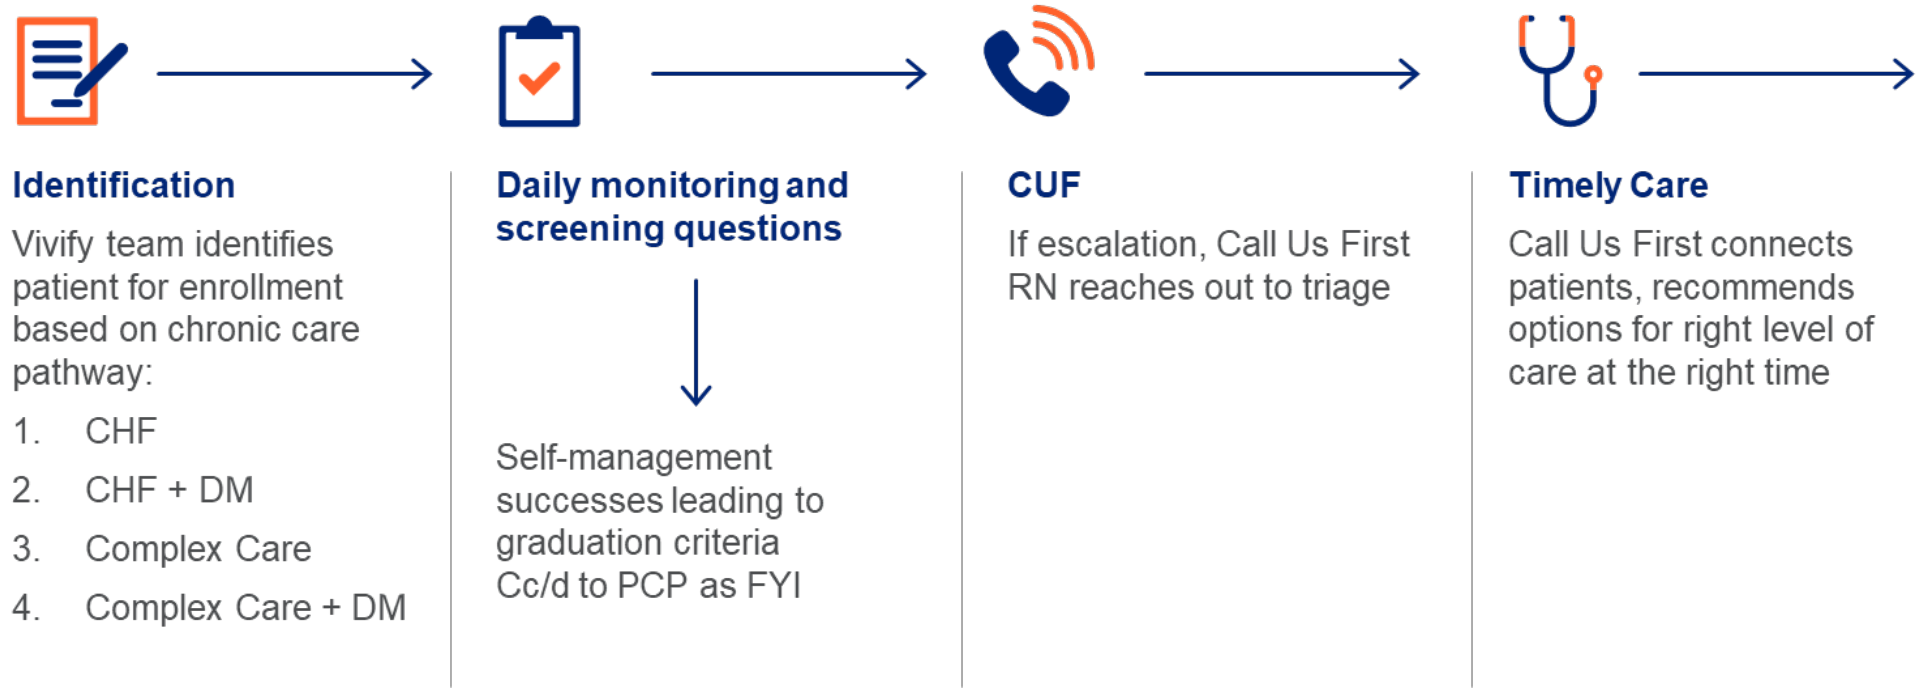 Identification
Vivify team identifies
patient for enrollment
based on chronic care
pathway:
1. CHF
2. CHF + DM
3. Complex Care
4. Complex Care + DM
Daily monitoring and
screening questions
Self-management
successes leading to
graduation criteria
Cc/d to PCP as FYI
CUF
If escalation, Call Us First
RN reaches out to triage
Timely Care
Call Us First connects
patients, recommends
options for right level of
care at the right time